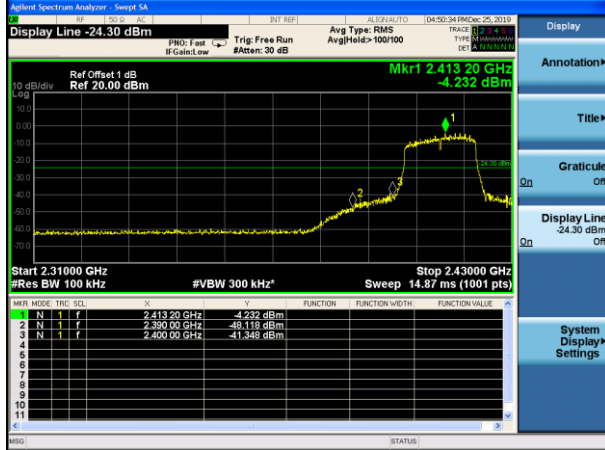 Agilent Spectrum Analyzer - Swept SA
RF 50 Ω AC INT REF ALIGNAUTO 04:50:34 PM Dec 25, 2019
Display Line -24.30 dBm
PNO: Fast
IFGain:Low
Trig: Free Run
#Atten: 30 dB
Avg Type: RMS
Avg|Hold:> 100/100
TRACE 1 2 3 4 5 6
TYPE M
DET A N N N N N
Display
Mkr1 2.413 20 GHz
-4.232 dBm
Ref Offset 1 dB
10 dB/div Ref 20.00 dBm
Log
10.0
0.00
-10.0
-20.0
-30.0
-40.0
-50.0
-60.0
-70.0
1
2
3
-24.30 dBm
Start 2.31000 GHz Stop 2.43000 GHz
#Res BW 100 kHz #VBW 300 kHz* Sweep 14.87 ms (1001 pts)
MKR MODE TRC SCL X Y FUNCTION FUNCTION WIDTH FUNCTION VALUE
1 N 1 f 2.413 20 GHz -4.232 dBm
2 N 1 f 2.390 00 GHz -48.118 dBm
3 N 1 f 2.400 00 GHz -41.348 dBm
4
5
6
7
8
9
10
11
MSG STATUS
Annotation
Title
Graticule
On Off
Display Line
-24.30 dBm
On Off
System
Display
Settings